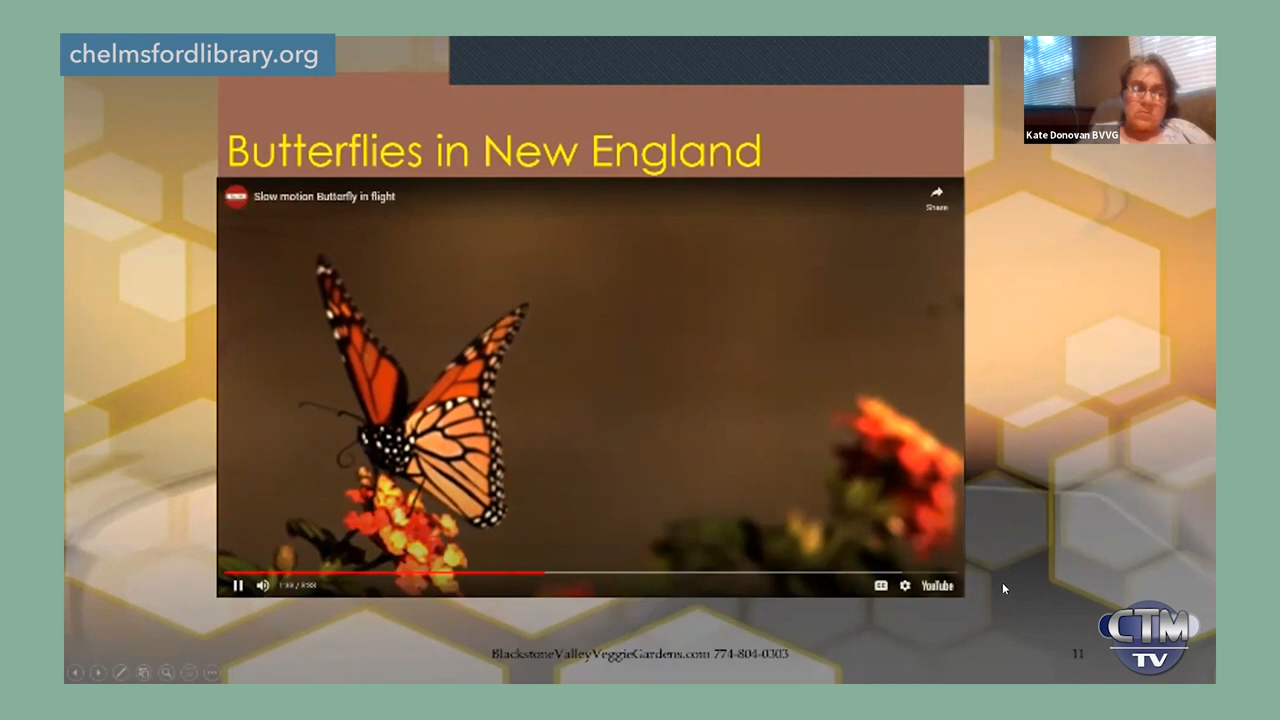 chelmsfordlibrary.org
Kate Donovan BVVG
Butterflies in New England
Slow motion Butterfly in flight
Share
YouTube
BlackstoneValleyVeggieGardens.com 774-804-0303
11
CTM
TV